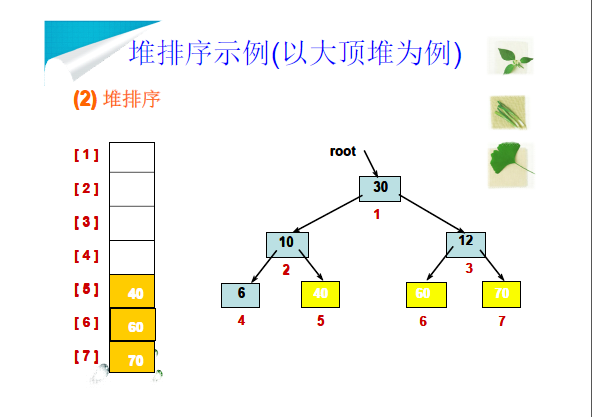 堆排序示例(以大顶堆为例)
(2) 堆排序
[ 1 ]
[ 2 ]
[ 3 ]
[ 4 ]
[ 5 ] 40
[ 6 ] 60
[ 7 ] 70
root
30
1
10 12
2 3
6 40 60 70
4 5 6 7